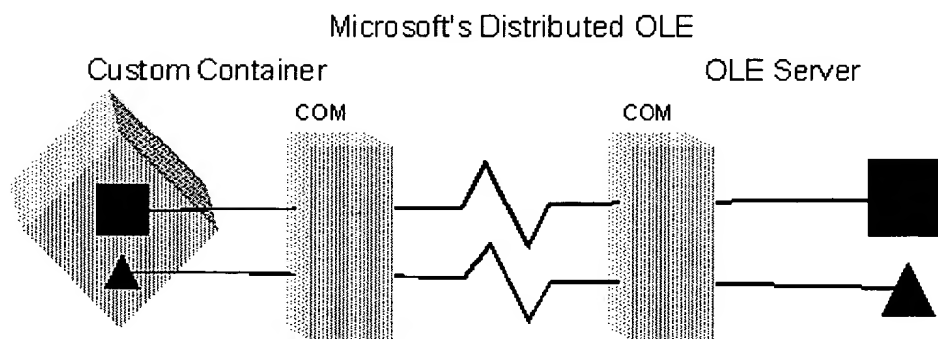 Microsoft's Distributed OLE
Custom Container
OLE Server
COM
COM